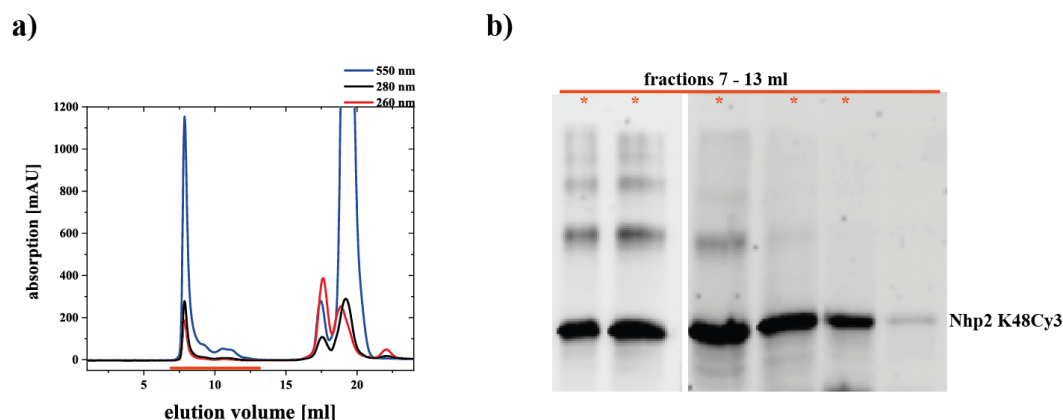 a)
550 nm
280 nm
260 nm
1200
1000
800
600
400
200
0
absorption [mAU]
5
10
15
20
elution volume [ml]
b)
fractions 7 - 13 ml
* * * * *
Nhp2 K48Cy3